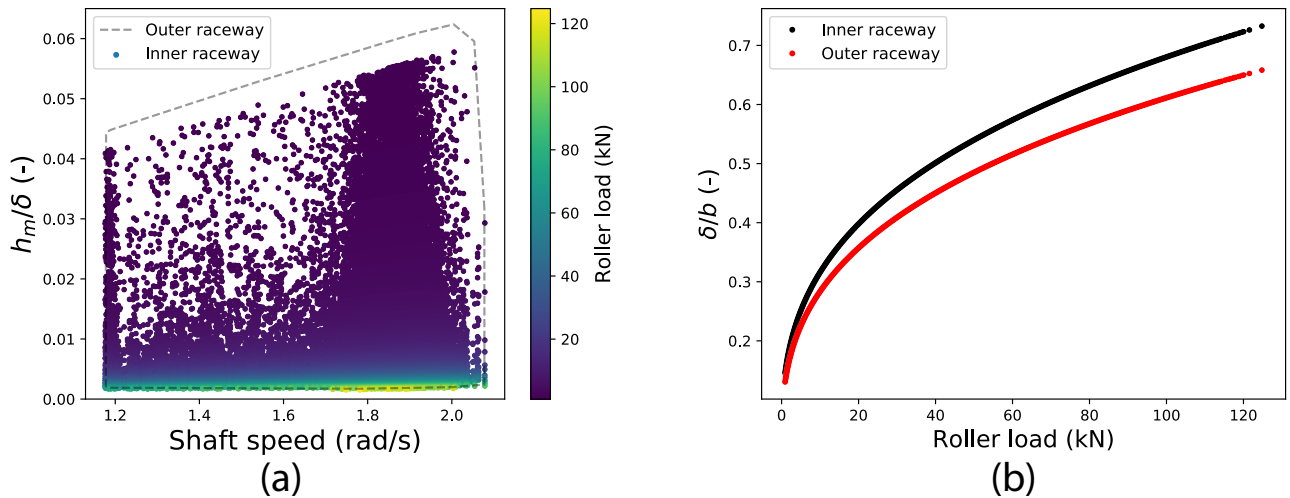 Outer raceway
Inner raceway
0.06
0.05
0.04
0.03
0.02
0.01
0.00
h_m/δ (-)
1.2
1.4
1.6
1.8
2.0
Shaft speed (rad/s)
120
100
80
60
40
20
Roller load (kN)
(a)
Inner raceway
Outer raceway
0.7
0.6
0.5
0.4
0.3
0.2
δ/b (-)
0
20
40
60
80
100
120
Roller load (kN)
(b)